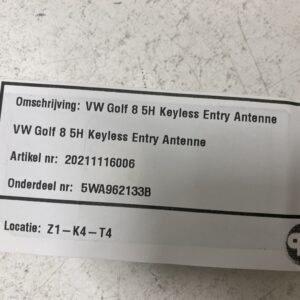 Omschrijving: VW Golf 8 5H Keyless Entry Antenne
VW Golf 8 5H Keyless Entry Antenne
Artikel nr: 20211116006
Onderdeel nr: 5WA962133B
Locatie: Z1-K4-T4